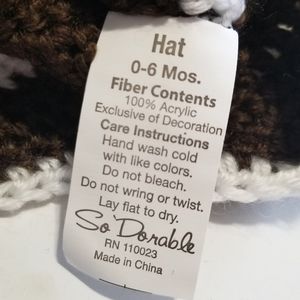 Hat
0-6 Mos.
Fiber Contents
100% Acrylic
Exclusive of Decoration
Care Instructions
Hand wash cold
with like colors.
Do not bleach.
Do not wring or twist.
Lay flat to dry.
So Dorable
RN 110023
Made in China